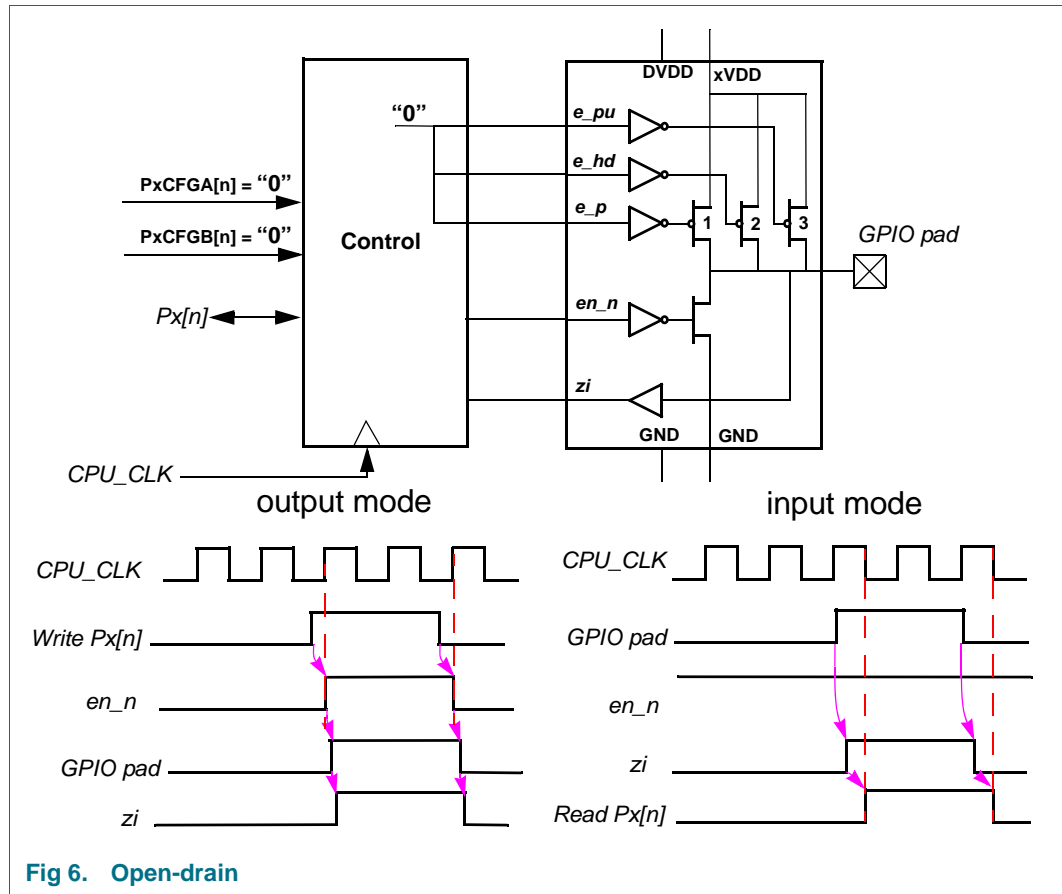 DVDD xVDD
“0”
e_pu
e_hd
PxCFGA[n] = “0”
e_p
1 2 3
Control
GPIO pad
PxCFGB[n] = “0”
Px[n]
en_n
zi
GND GND
CPU_CLK
output mode
input mode
CPU_CLK
Write Px[n]
en_n
GPIO pad
zi
CPU_CLK
GPIO pad
en_n
zi
Read Px[n]
Fig 6. Open-drain